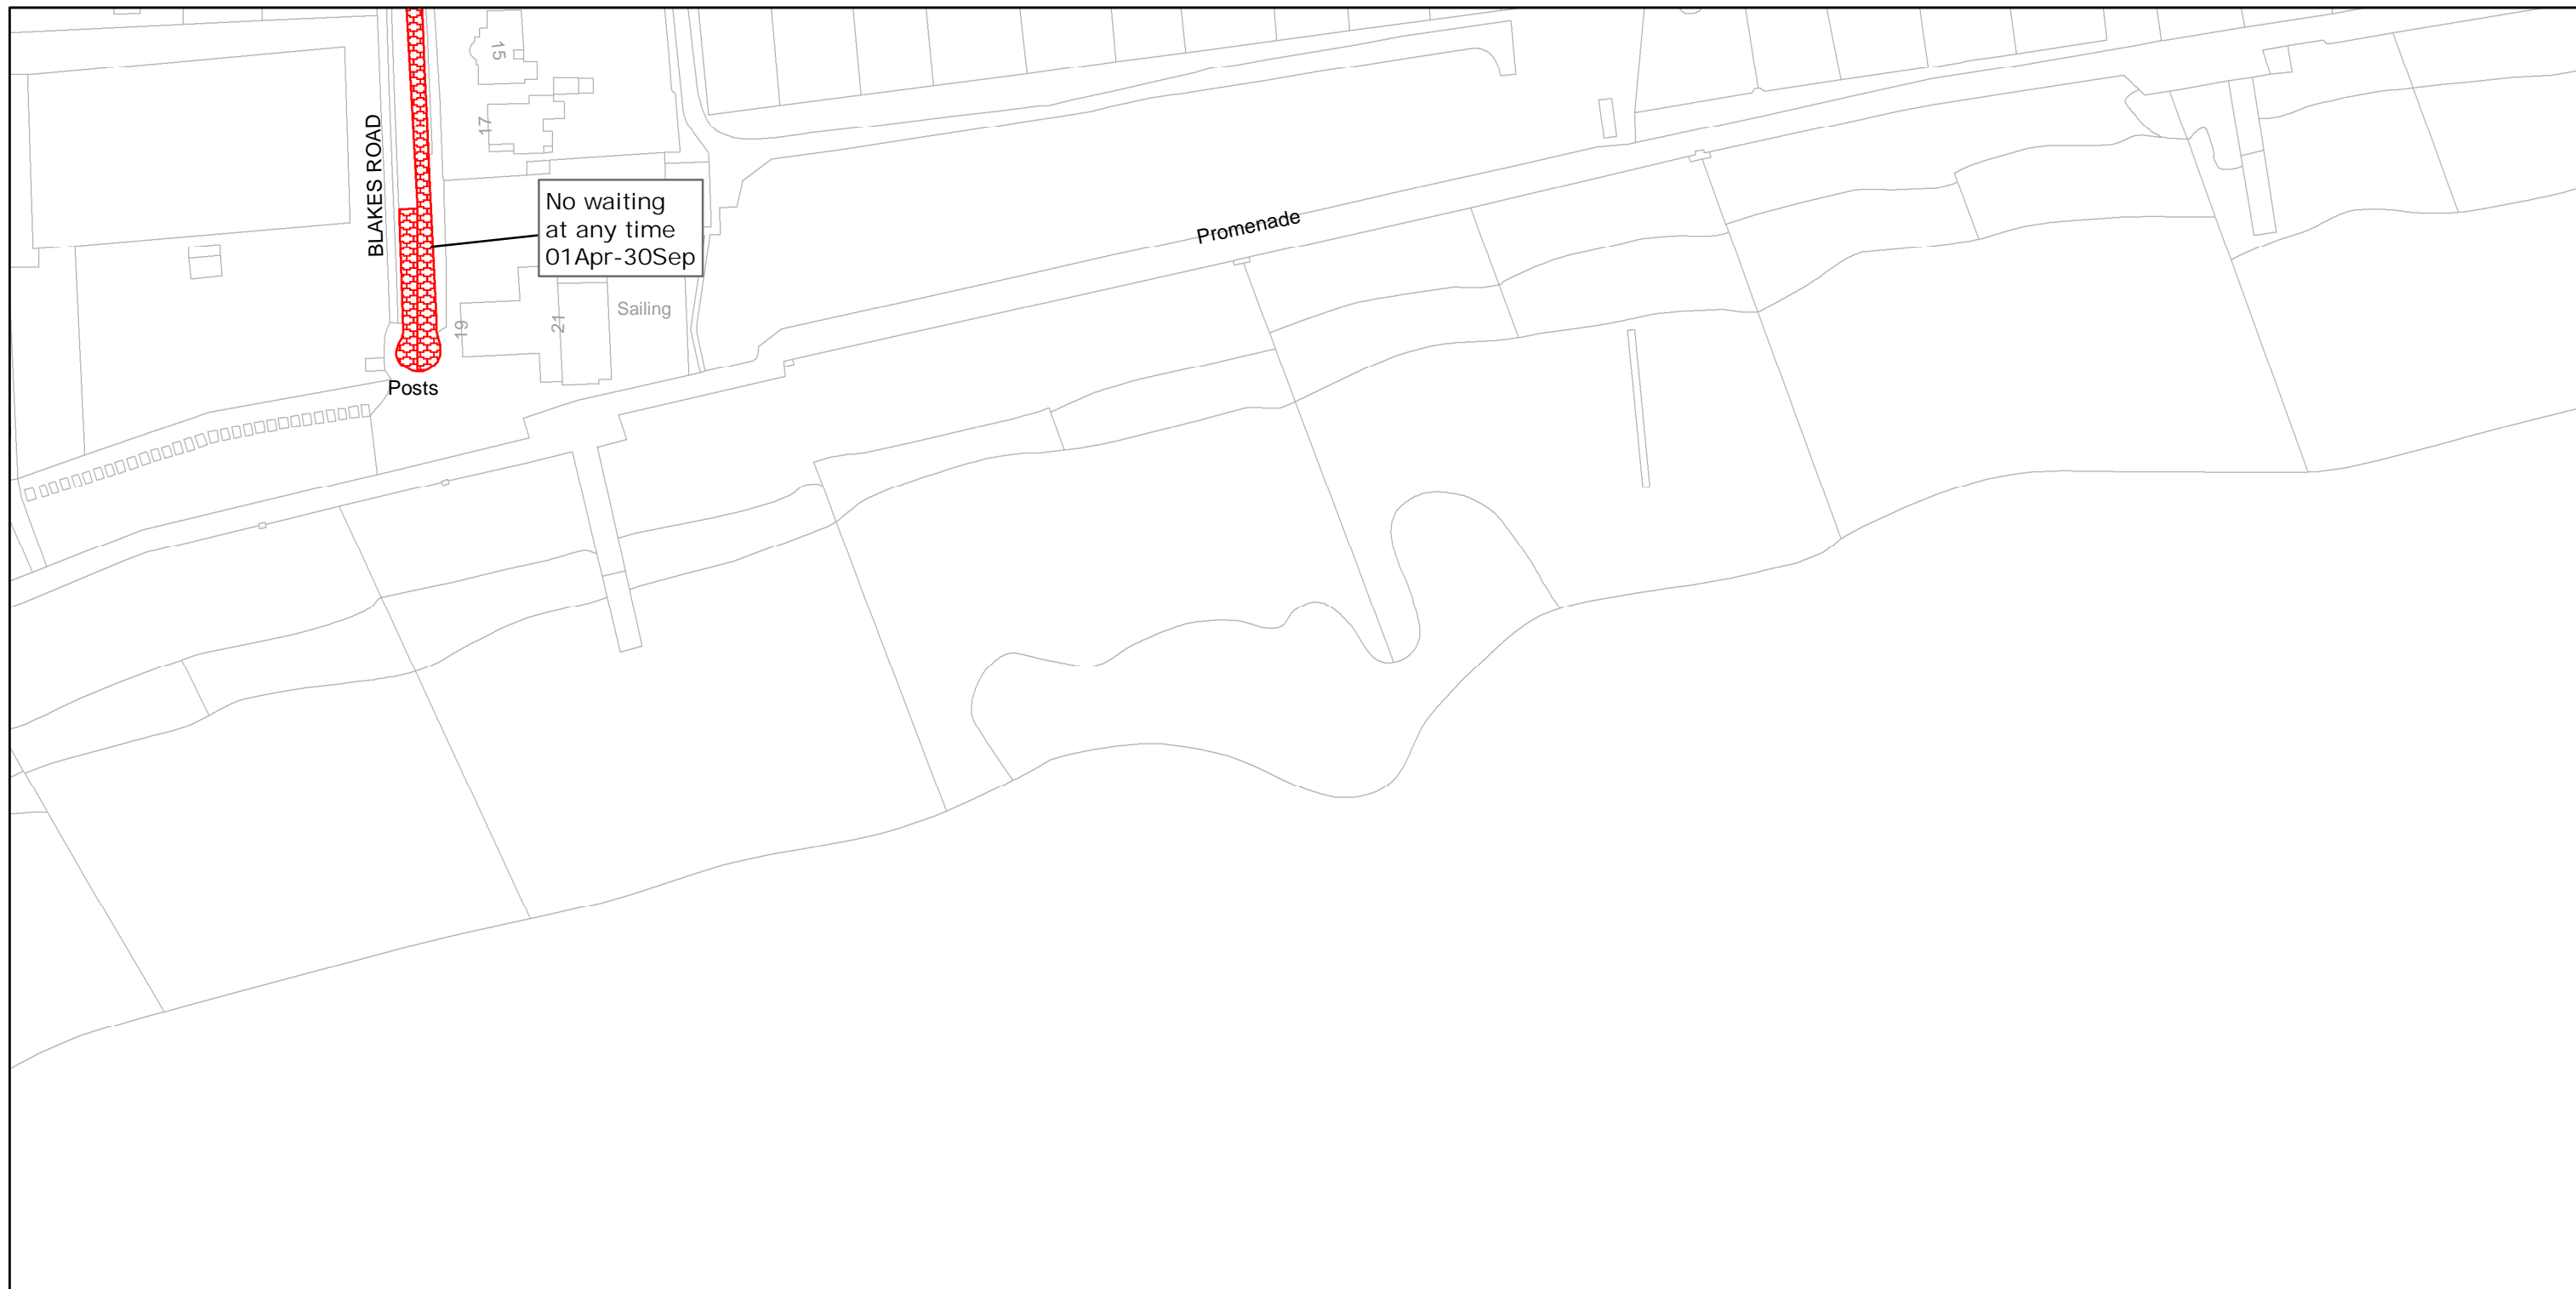 15
17
BLAKES ROAD
No waiting
at any time
01Apr-30Sep
Promenade
Sailing
19
21
Posts